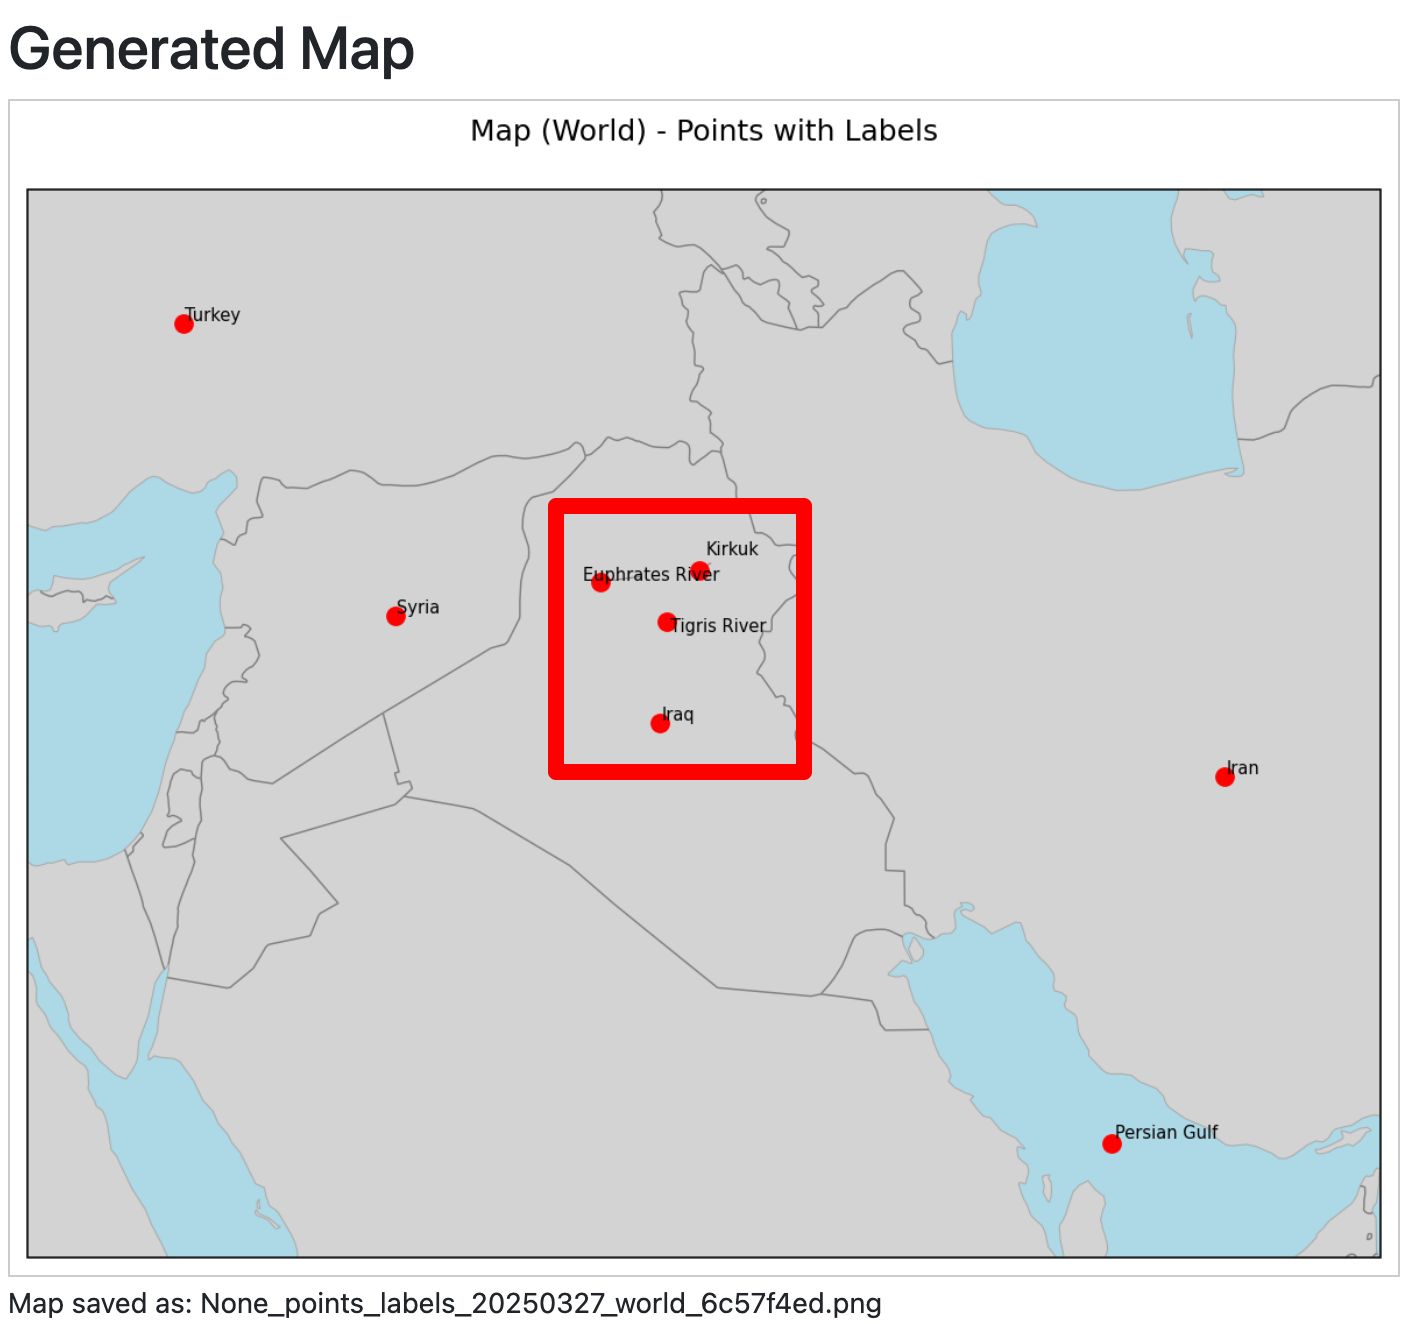 Generated Map
Map (World) - Points with Labels
Turkey
Kirkuk
Euphrates River
Syria
Tigris River
Iraq
Iran
Persian Gulf
Map saved as: None_points_labels_20250327_world_6c57f4ed.png